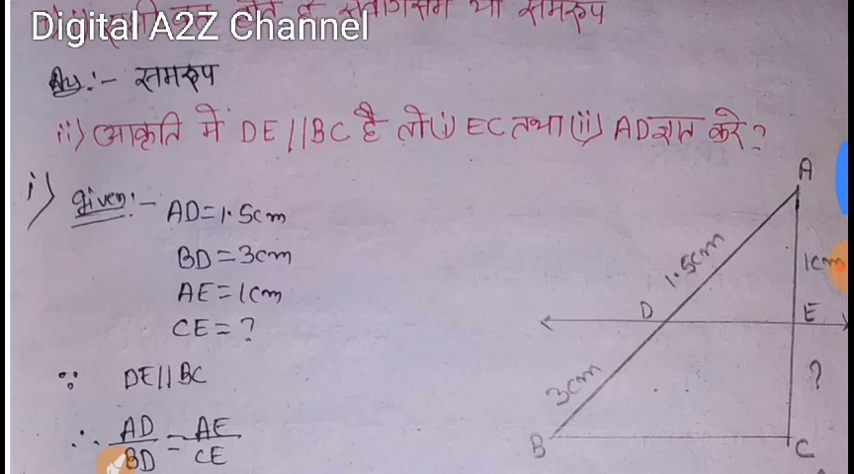 समरूप
Digital A2Z Channel
Ans:- समरूप
ii) आकृति में DE||BC है तो (i) EC तथा (ii) AD ज्ञात करे?
i) given:- AD=1.5cm
BD=3cm
AE=1cm
CE=?
∵ DE||BC
∴ AD/BD = AE/CE
A
1.5cm
1cm
D
E
3cm
?
B
C